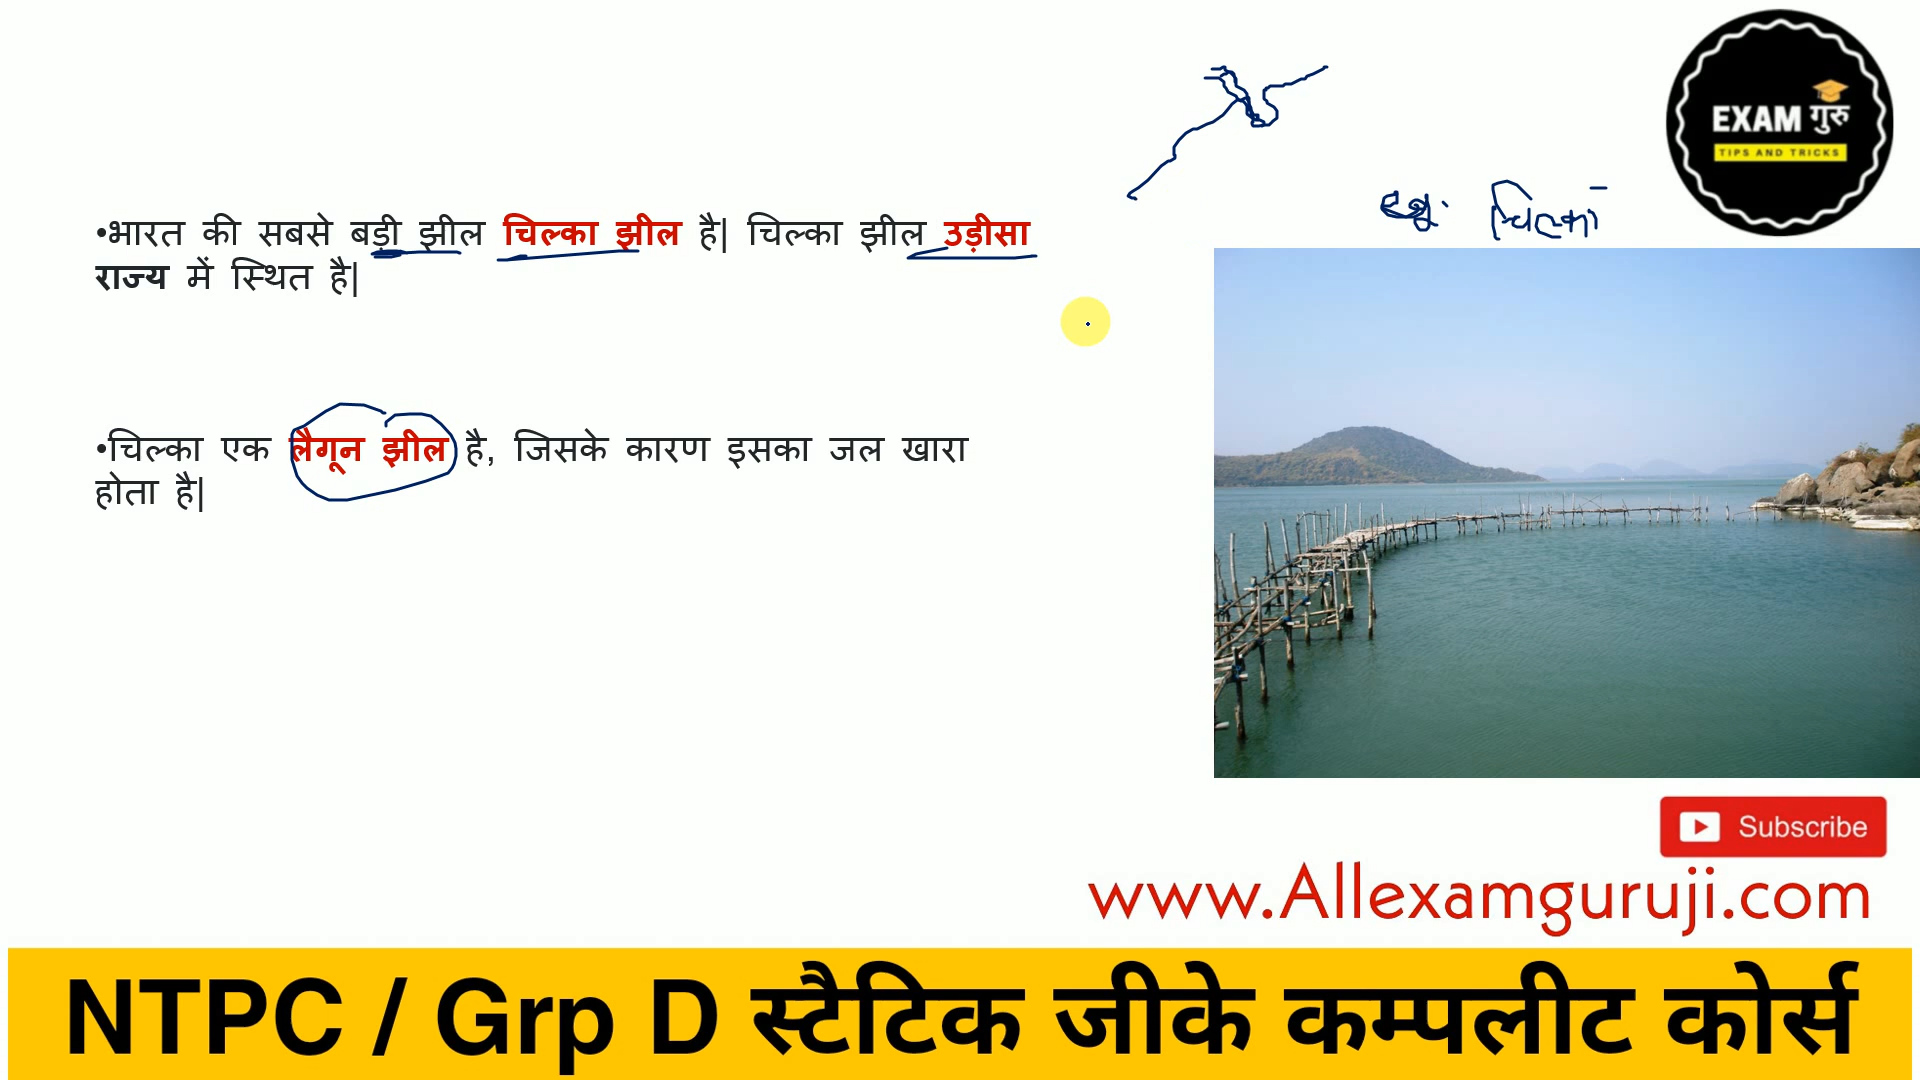 EXAM गुरु
TIPS AND TRICKS
•भारत की सबसे बड़ी झील चिल्का झील है| चिल्का झील उड़ीसा
राज्य में स्थित है|
•चिल्का एक लैगून झील है, जिसके कारण इसका जल खारा
होता है|
Subscribe
www.Allexamguruji.com
NTPC / Grp D स्टैटिक जीके कम्पलीट कोर्स